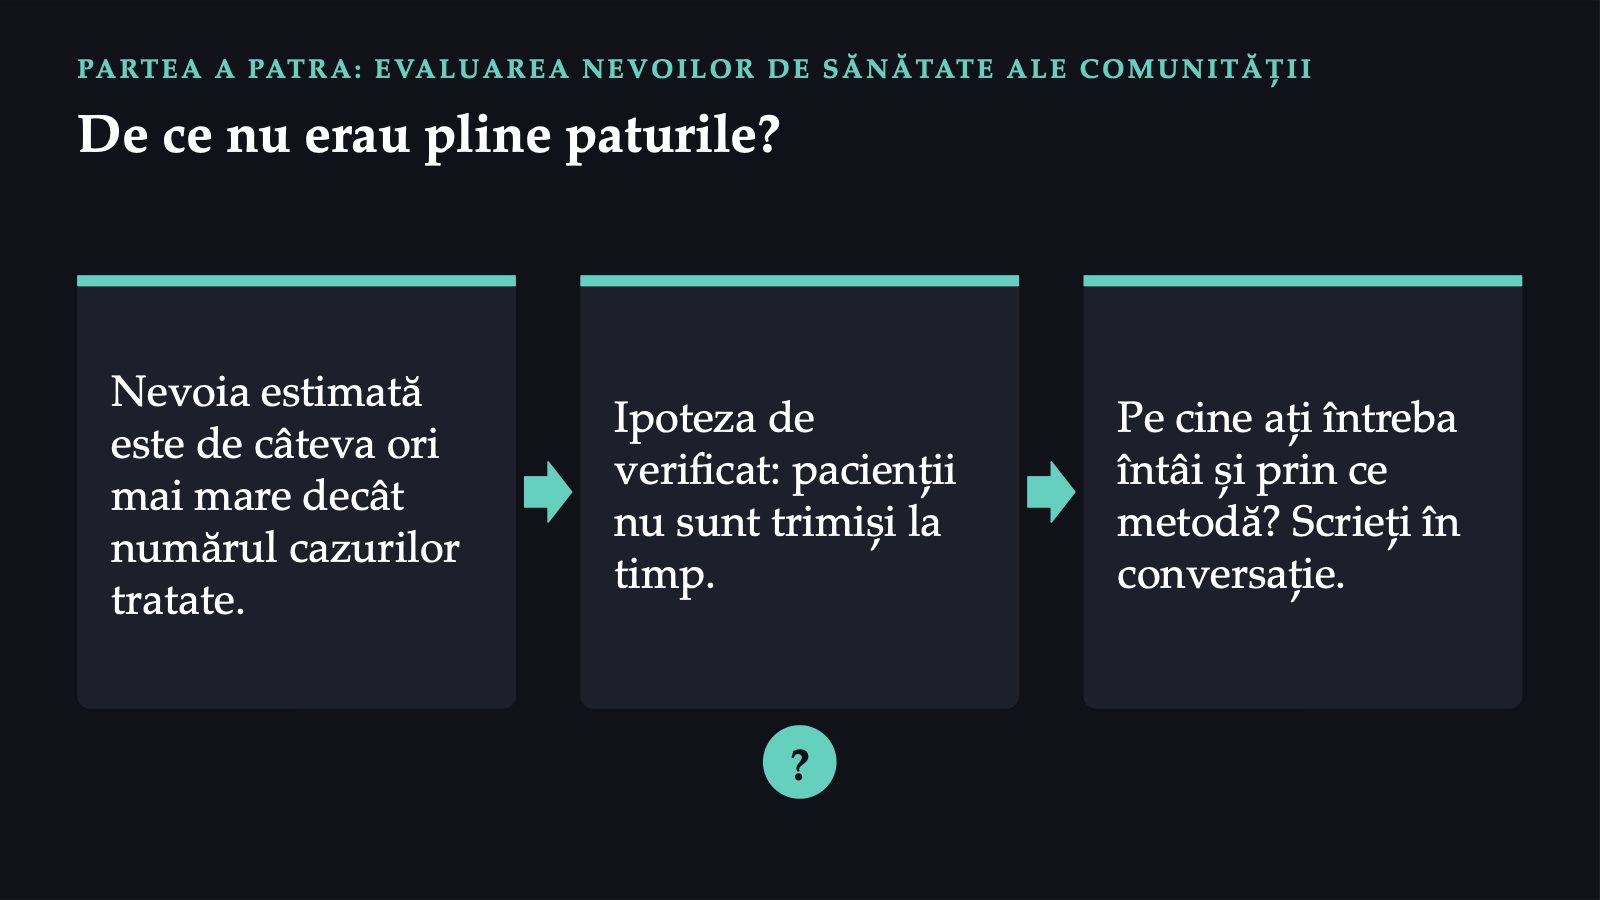 PARTEA A PATRA: EVALUAREA NEVOILOR DE SĂNĂTATE ALE COMUNITĂȚII
De ce nu erau pline paturile?
Nevoia estimată
este de câteva ori
mai mare decât
numărul cazurilor
tratate.
Ipoteza de
verificat: pacienții
nu sunt trimiși la
timp.
Pe cine ați întreba
întâi și prin ce
metodă? Scrieți în
conversație.
?